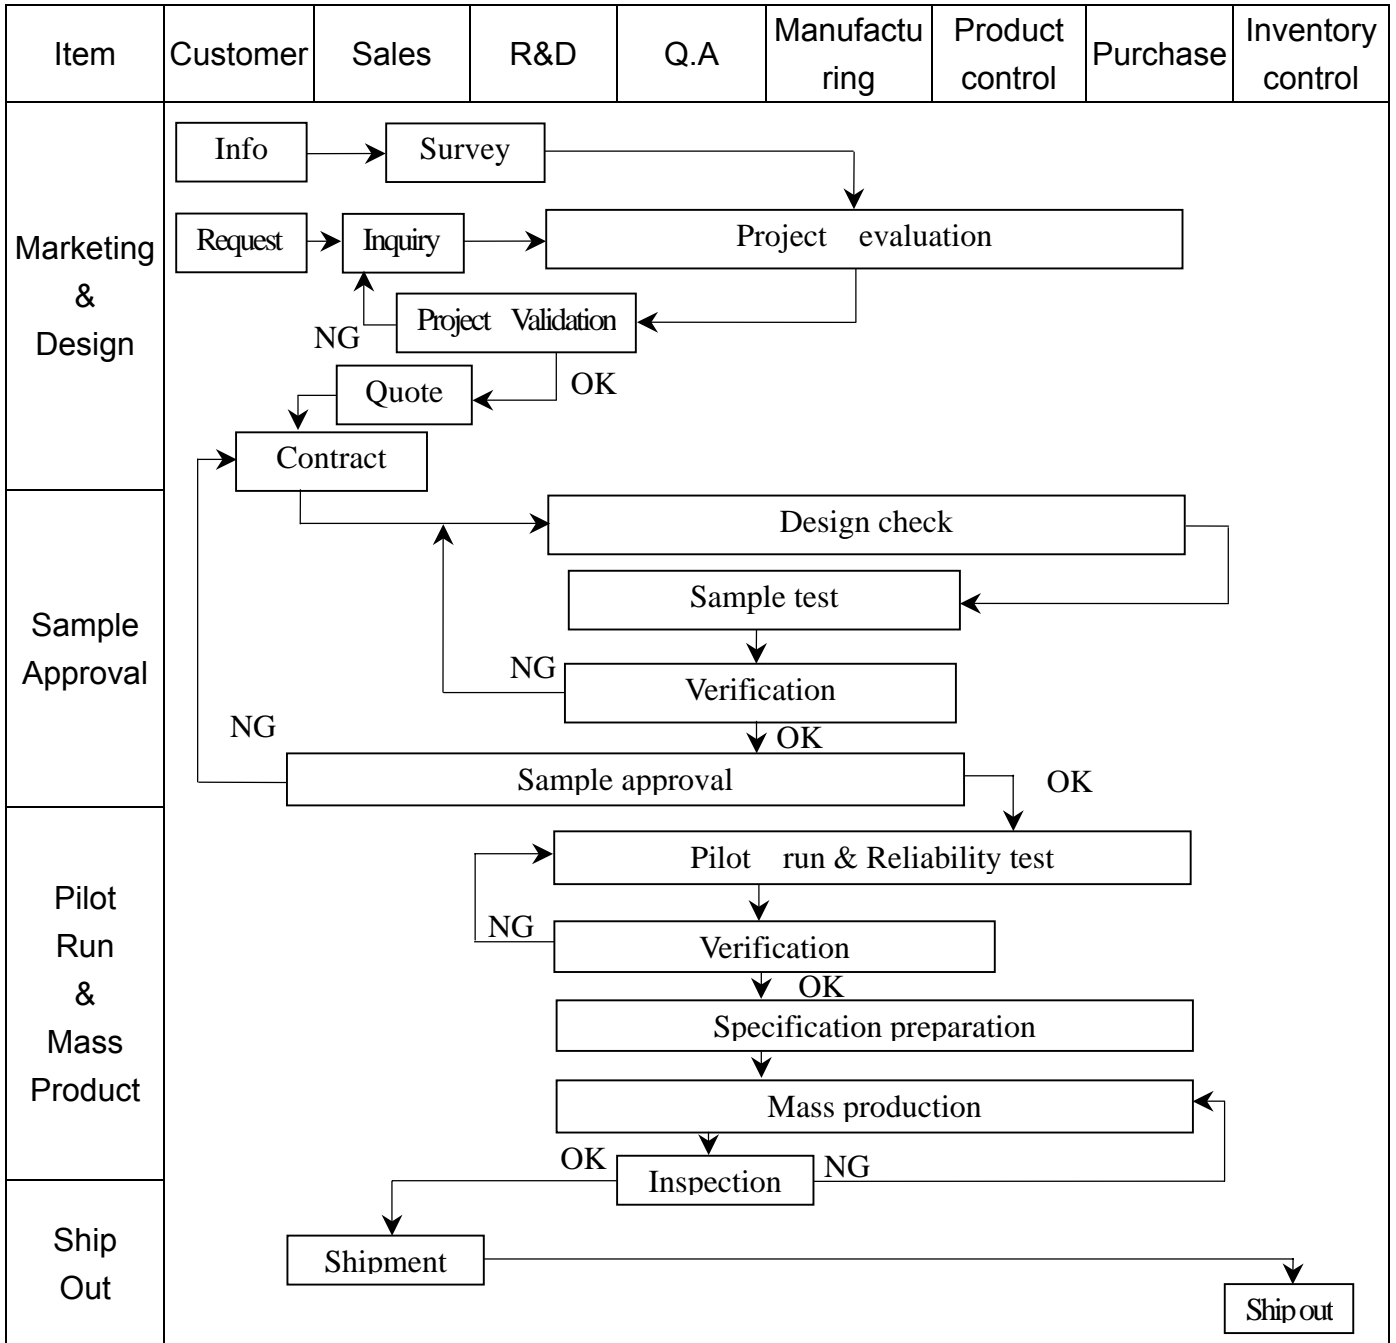 Item
Customer
Sales
R&D
Q.A
Manufactu
ring
Product
control
Purchase
Inventory
control
Marketing
&
Design
Info
Survey
Request
Inquiry
Project evaluation
NG
Project Validation
Quote
OK
Contract
Sample
Approval
Design check
Sample test
NG
Verification
NG
OK
Sample approval
OK
Pilot
Run
&
Mass
Product
Pilot run & Reliability test
NG
Verification
OK
Specification preparation
Mass production
OK
Inspection
NG
Ship
Out
Shipment
Ship out